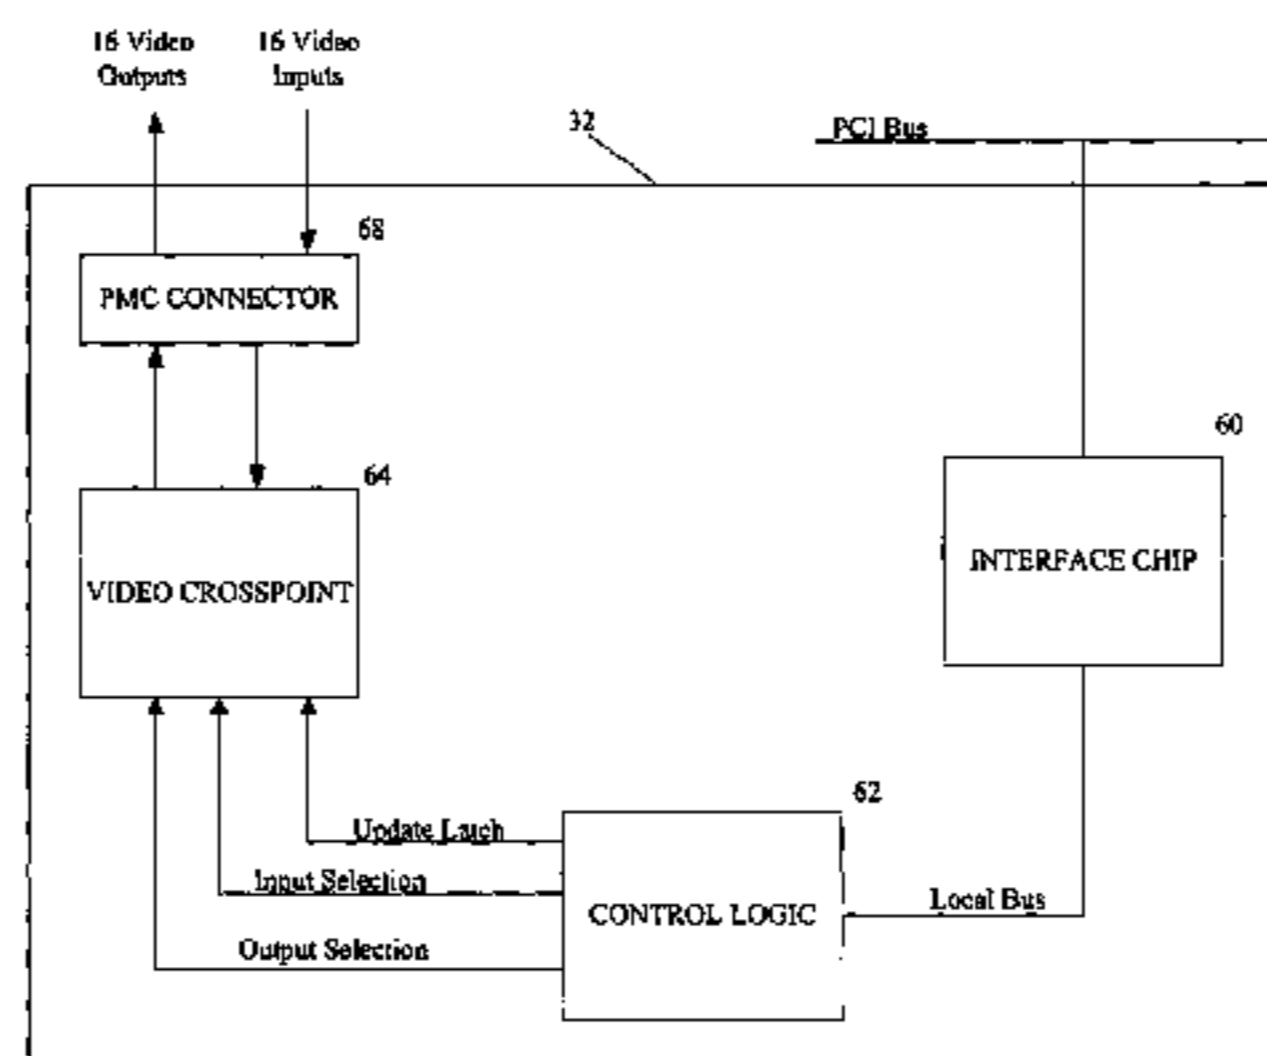 16 Video
Outputs
16 Video
Inputs
32
PCI Bus
68
PMC CONNECTOR
60
64
INTERFACE CHIP
VIDEO CROSSPOINT
62
Update Latch
Input Selection
Local Bus
CONTROL LOGIC
Output Selection